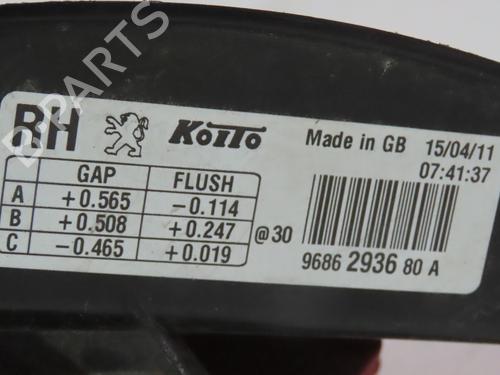 B PARTS
RH KOITO Made in GB 15/04/11
07:41:37
GAP FLUSH
A +0.565 -0.114
B +0.508 +0.247
C -0.465 +0.019
@30
9686 2936 80 A